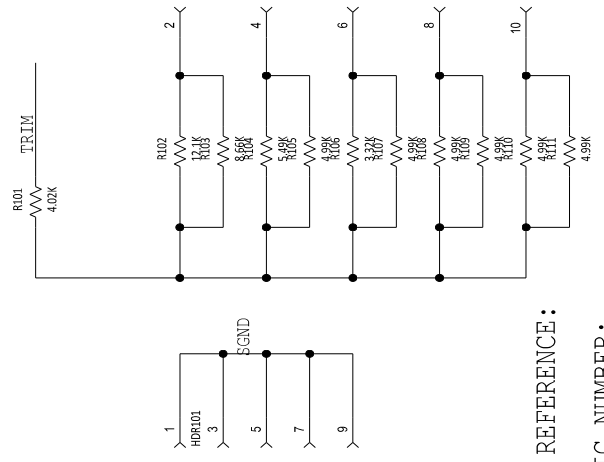 TRIM
R101
4.02K
2
4
6
8
10
R102
12.1K
R103
8.66K
R104
5.49K
R105
4.99K
R106
3.32K
R107
4.99K
R108
4.99K
R109
4.99K
R110
4.99K
R111
4.99K
SGND
1
HDR101
3
5
7
9
REFERENCE:
NUMBER: